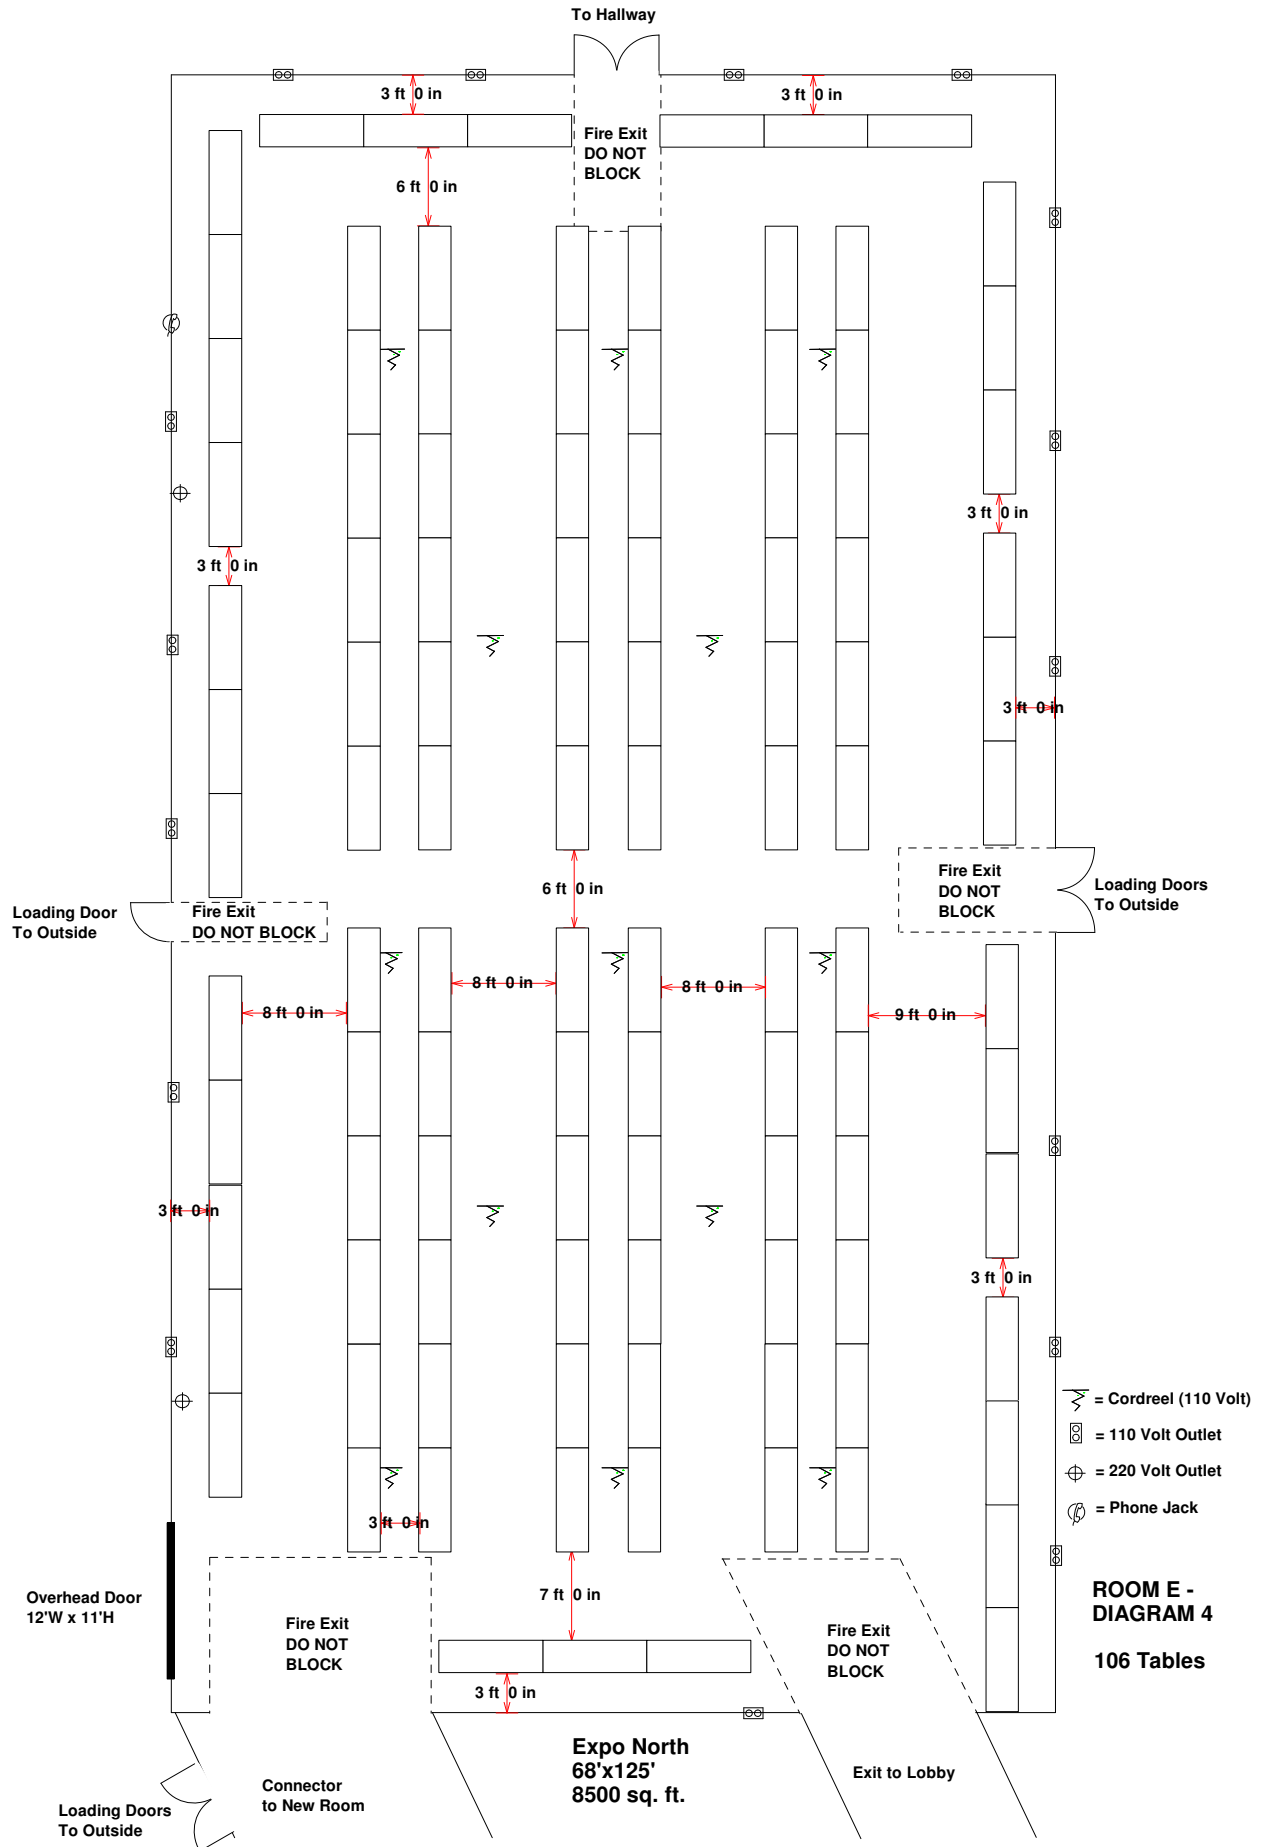 To Hallway
3 ft 0 in
3 ft 0 in
Fire Exit
DO NOT
BLOCK
6 ft 0 in
3 ft 0 in
3 ft 0 in
3 ft 0 in
6 ft 0 in
Fire Exit
DO NOT
BLOCK
Loading Doors
To Outside
Loading Door
To Outside
Fire Exit
DO NOT BLOCK
8 ft 0 in
8 ft 0 in
8 ft 0 in
9 ft 0 in
3 ft 0 in
3 ft 0 in
= Cordreel (110 Volt)
= 110 Volt Outlet
= 220 Volt Outlet
= Phone Jack
3 ft 0 in
Overhead Door
12'W x 11'H
7 ft 0 in
Fire Exit
DO NOT
BLOCK
Fire Exit
DO NOT
BLOCK
ROOM E -
DIAGRAM 4
106 Tables
3 ft 0 in
Expo North
68'x125'
8500 sq. ft.
Exit to Lobby
Connector
to New Room
Loading Doors
To Outside